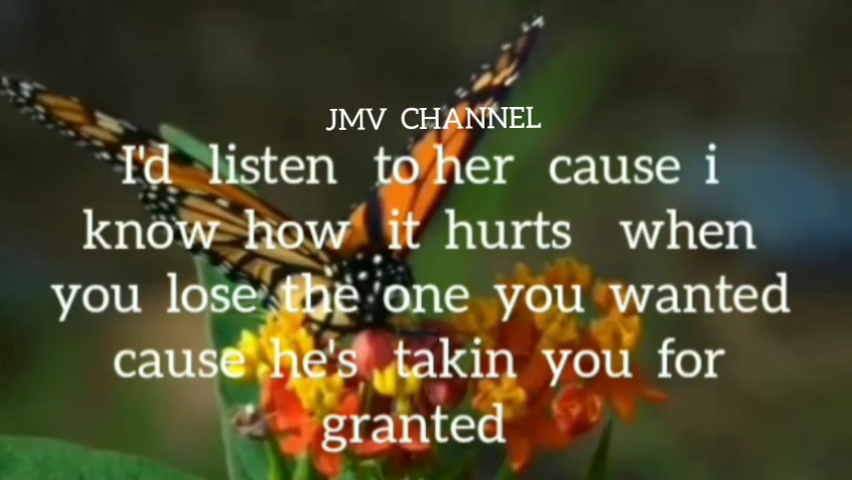 JMV CHANNEL
I'd listen to her cause i
know how it hurts when
you lose the one you wanted
cause he's takin you for
granted